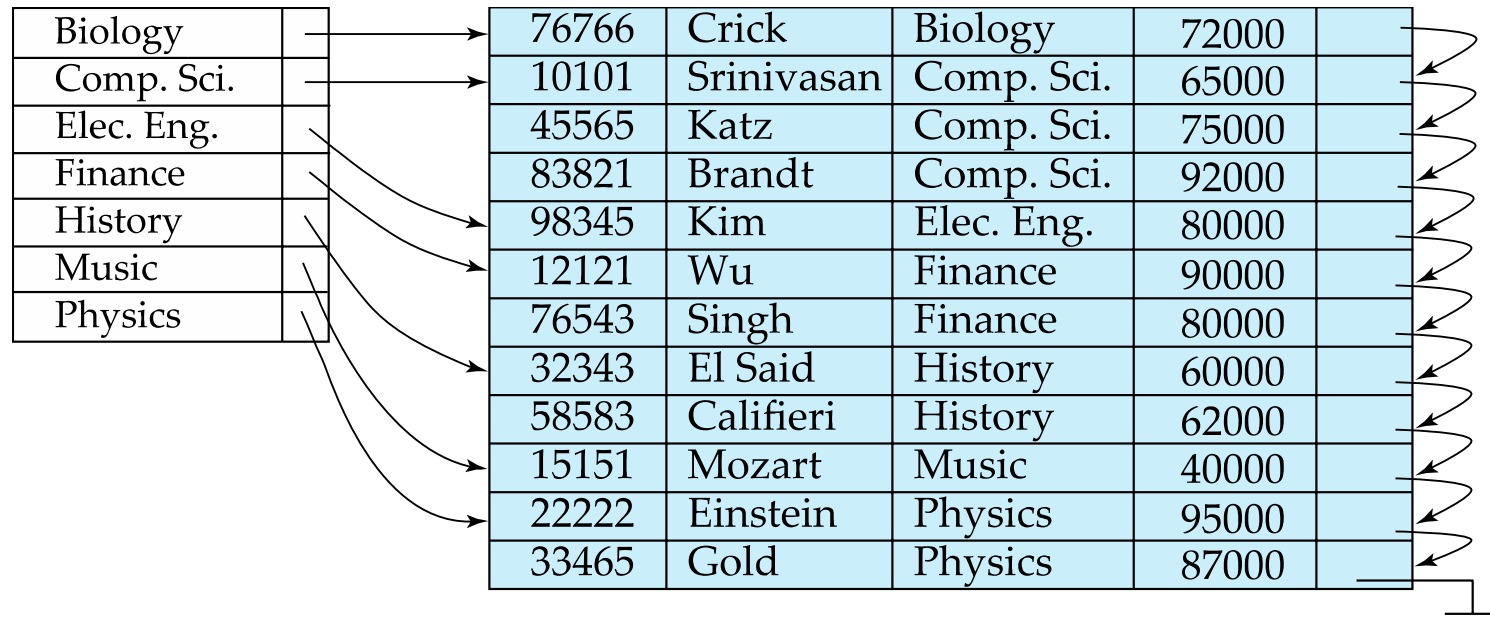 Biology
Comp. Sci.
Elec. Eng.
Finance
History
Music
Physics
76766 Crick Biology 72000
10101 Srinivasan Comp. Sci. 65000
45565 Katz Comp. Sci. 75000
83821 Brandt Comp. Sci. 92000
98345 Kim Elec. Eng. 80000
12121 Wu Finance 90000
76543 Singh Finance 80000
32343 El Said History 60000
58583 Califieri History 62000
15151 Mozart Music 40000
22222 Einstein Physics 95000
33465 Gold Physics 87000